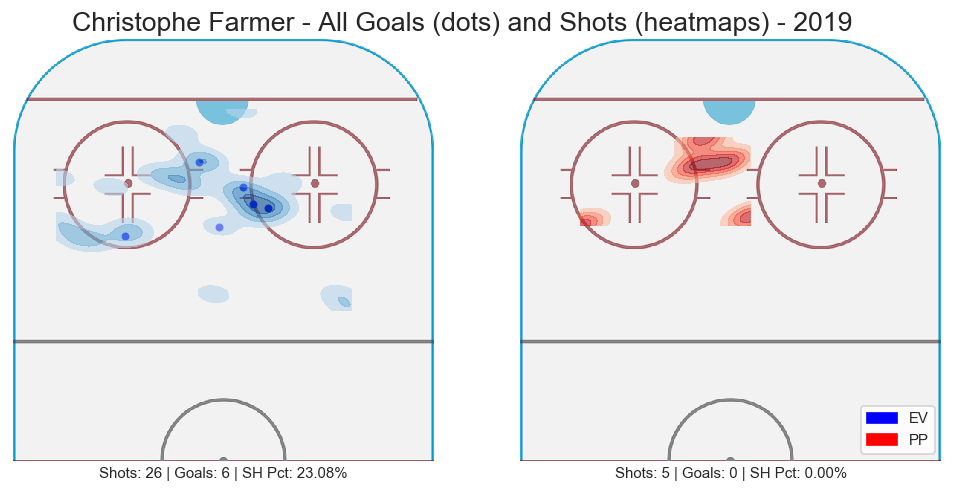 Christophe Farmer - All Goals (dots) and Shots (heatmaps) - 2019
EV
PP
Shots: 26 | Goals: 6 | SH Pct: 23.08%
Shots: 5 | Goals: 0 | SH Pct: 0.00%